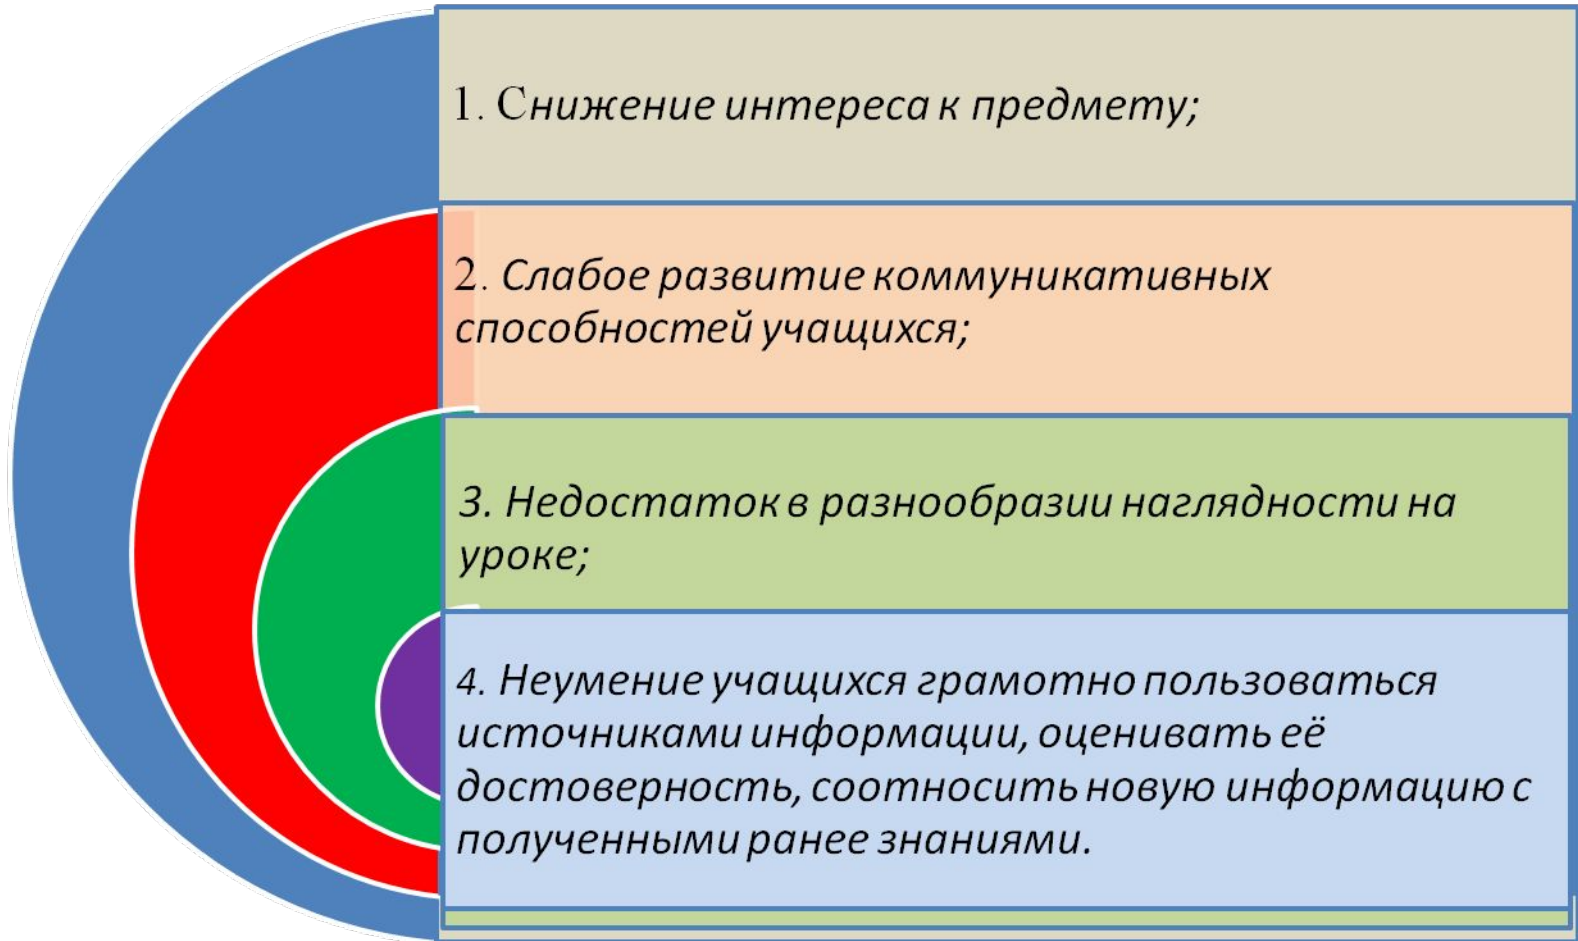 1. Снижение интереса к предмету;
2. Слабое развитие коммуникативных
способностей учащихся;
3. Недостаток в разнообразии наглядности на
уроке;
4. Неумение учащихся грамотно пользоваться
источниками информации, оценивать её
достоверность, соотносить новую информацию с
полученными ранее знаниями.